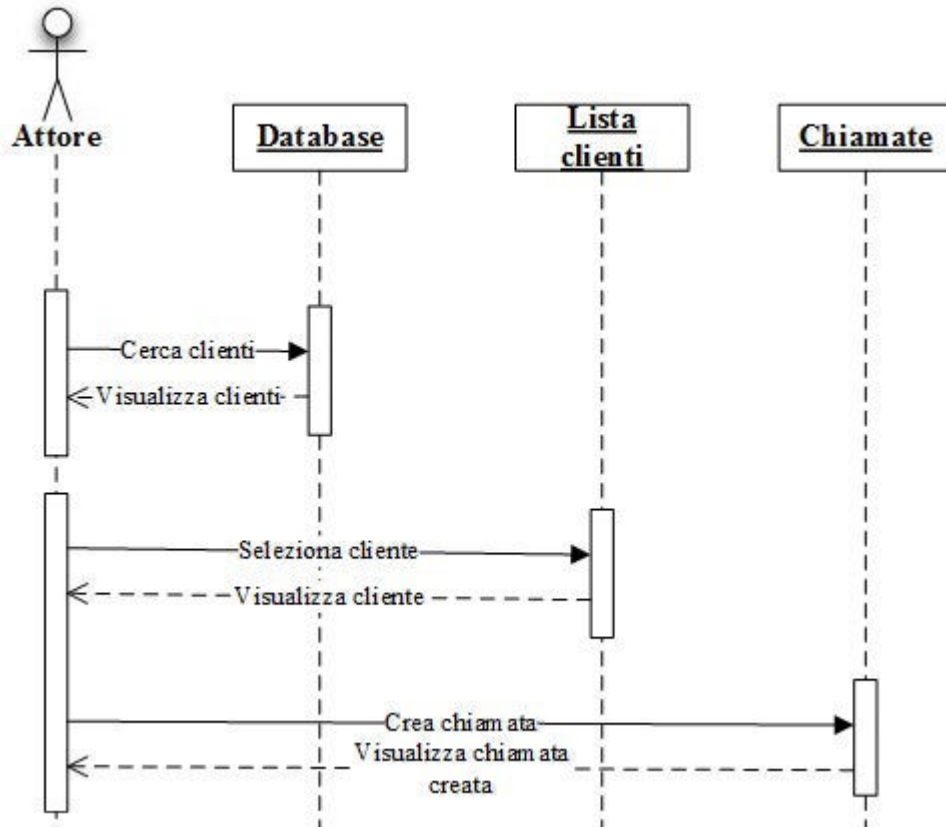 Attore
Database
Lista
clienti
Chiamate
Cerca clienti
Visualizza clienti
Seleziona cliente
Visualizza cliente
Crea chiamata
Visualizza chiamata
creata